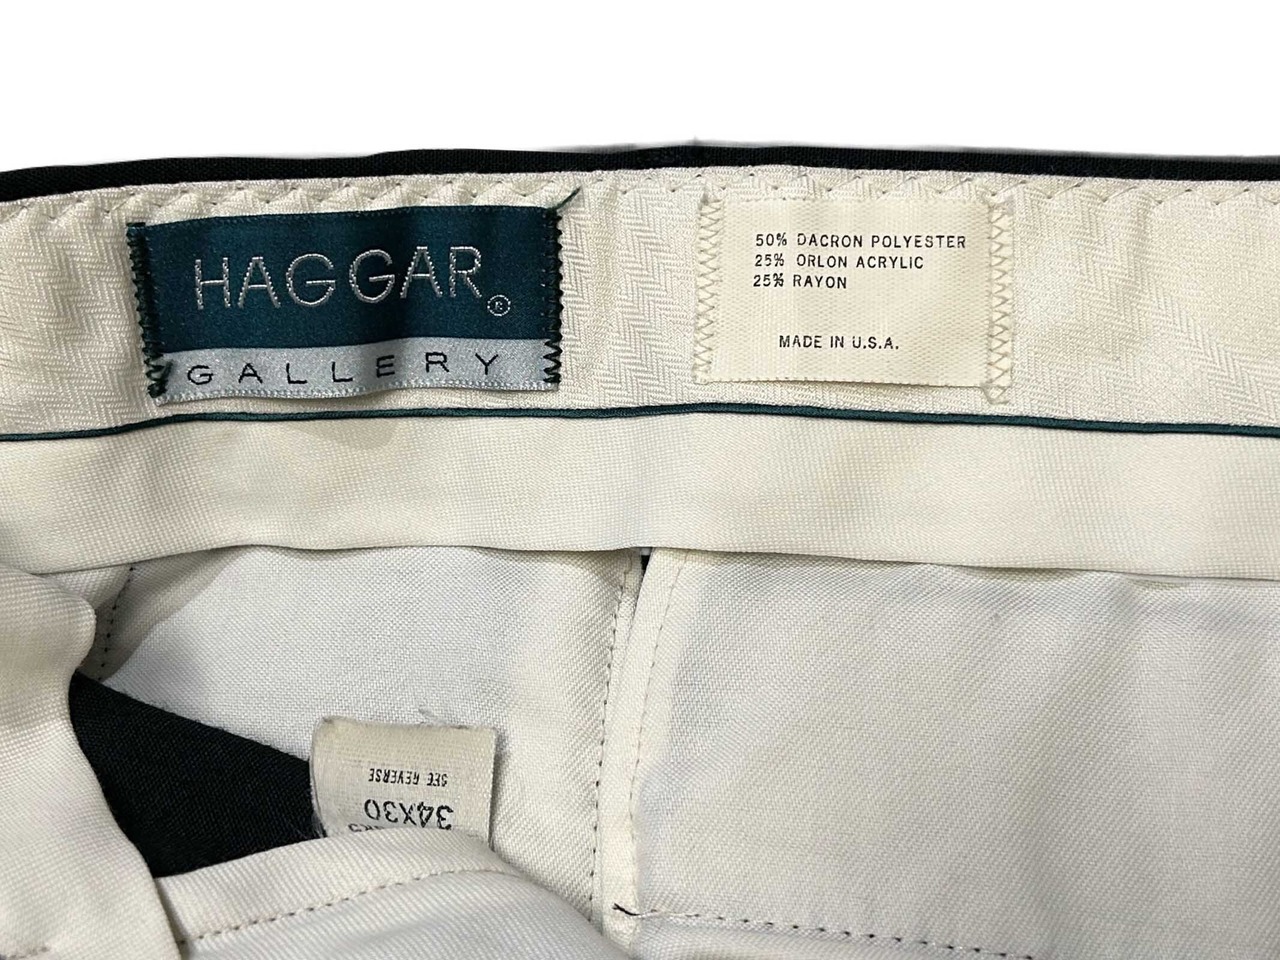 HAGGAR®
GALLERY
50% DACRON POLYESTER
25% ORLON ACRYLIC
25% RAYON
MADE IN U.S.A.
34X30
SEE REVERSE